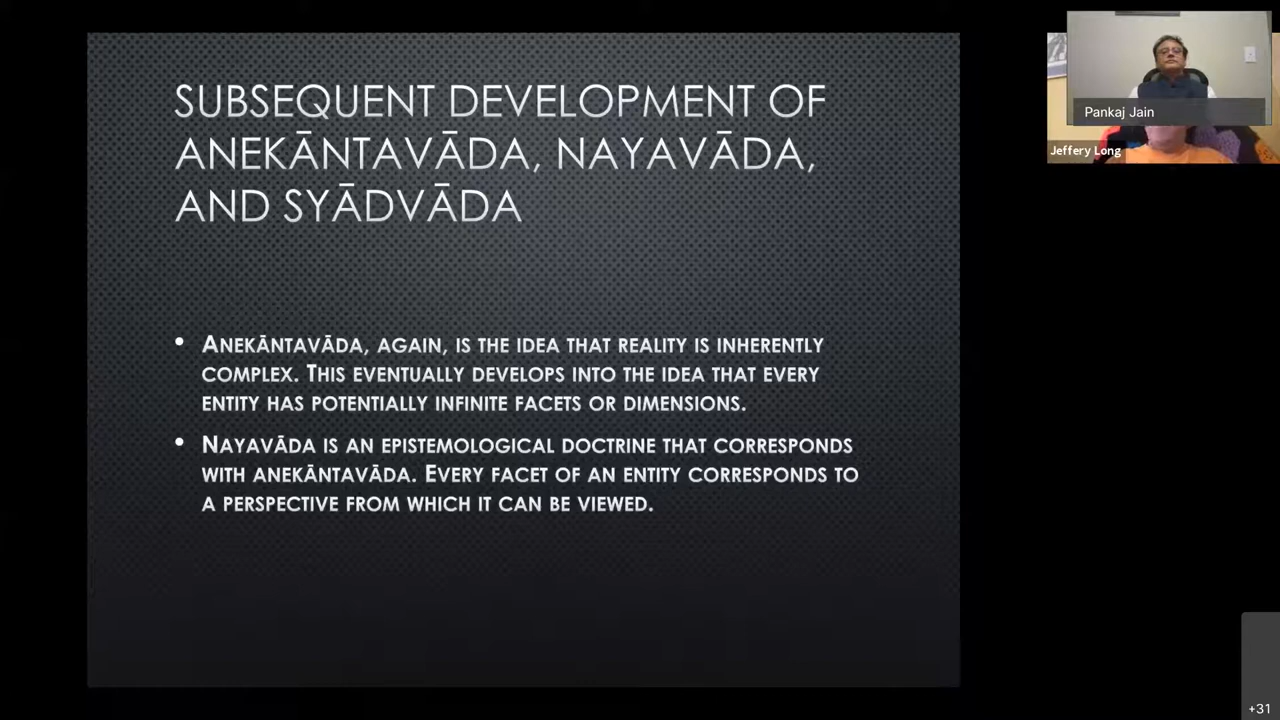 SUBSEQUENT DEVELOPMENT OF
ANEKĀNTAVĀDA, NAYAVĀDA,
AND SYĀDVĀDA
• ANEKĀNTAVĀDA, AGAIN, IS THE IDEA THAT REALITY IS INHERENTLY
COMPLEX. THIS EVENTUALLY DEVELOPS INTO THE IDEA THAT EVERY
ENTITY HAS POTENTIALLY INFINITE FACETS OR DIMENSIONS.
• NAYAVĀDA IS AN EPISTEMOLOGICAL DOCTRINE THAT CORRESPONDS
WITH ANEKĀNTAVĀDA. EVERY FACET OF AN ENTITY CORRESPONDS TO
A PERSPECTIVE FROM WHICH IT CAN BE VIEWED.
Pankaj Jain
Jeffery Long
+31